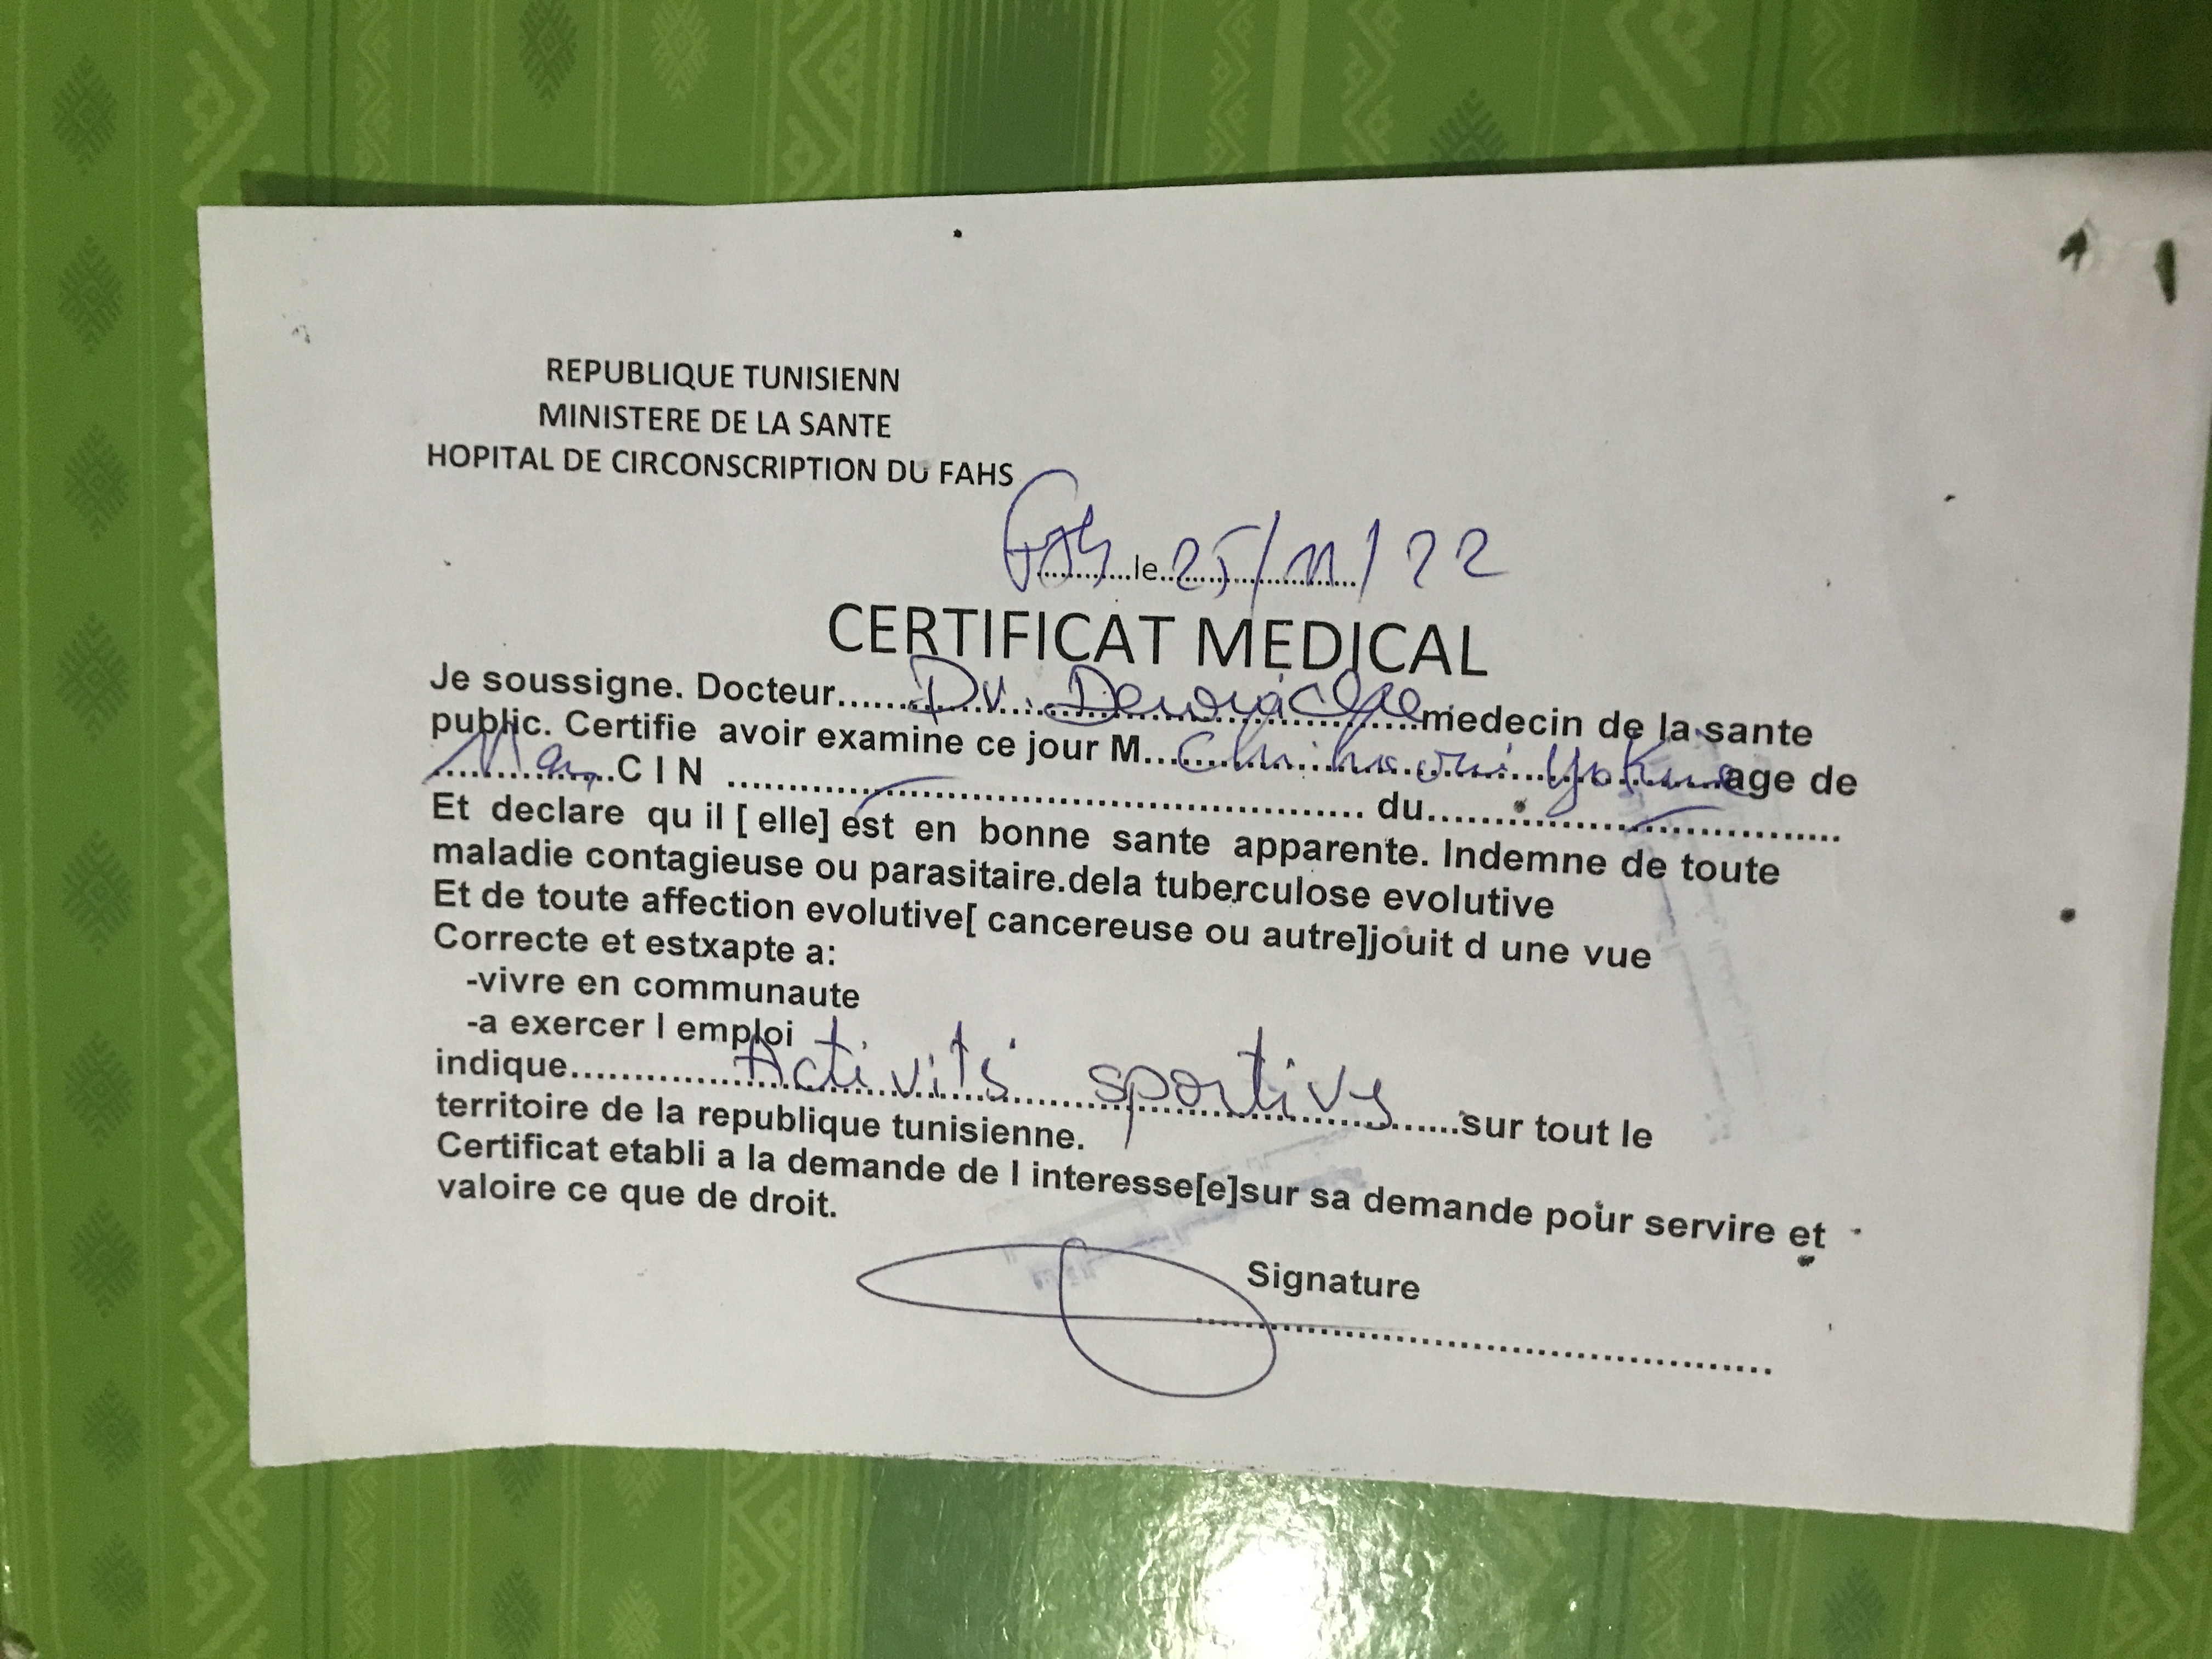 REPUBLIQUE TUNISIENN
MINISTERE DE LA SANTE
HOPITAL DE CIRCONSCRIPTION DU FAHS
Fahs le 25/11/22
CERTIFICAT MEDICAL
Je soussigne. Docteur......Dr.........medecin de la sante
public. Certifie avoir examine ce jour M............age de
............C I N ............ du............
Et declare qu il [ elle] est en bonne sante apparente. Indemne de toute
maladie contagieuse ou parasitaire.dela tuberculose evolutive
Et de toute affection evolutive[ cancereuse ou autre]jouit d une vue
Correcte et estxapte a:
-vivre en communaute
-a exercer l emploi
indique............Activité sportive......sur tout le
territoire de la republique tunisienne.
Certificat etabli a la demande de l interesse[e]sur sa demande pour servire et
valoire ce que de droit.
Signature